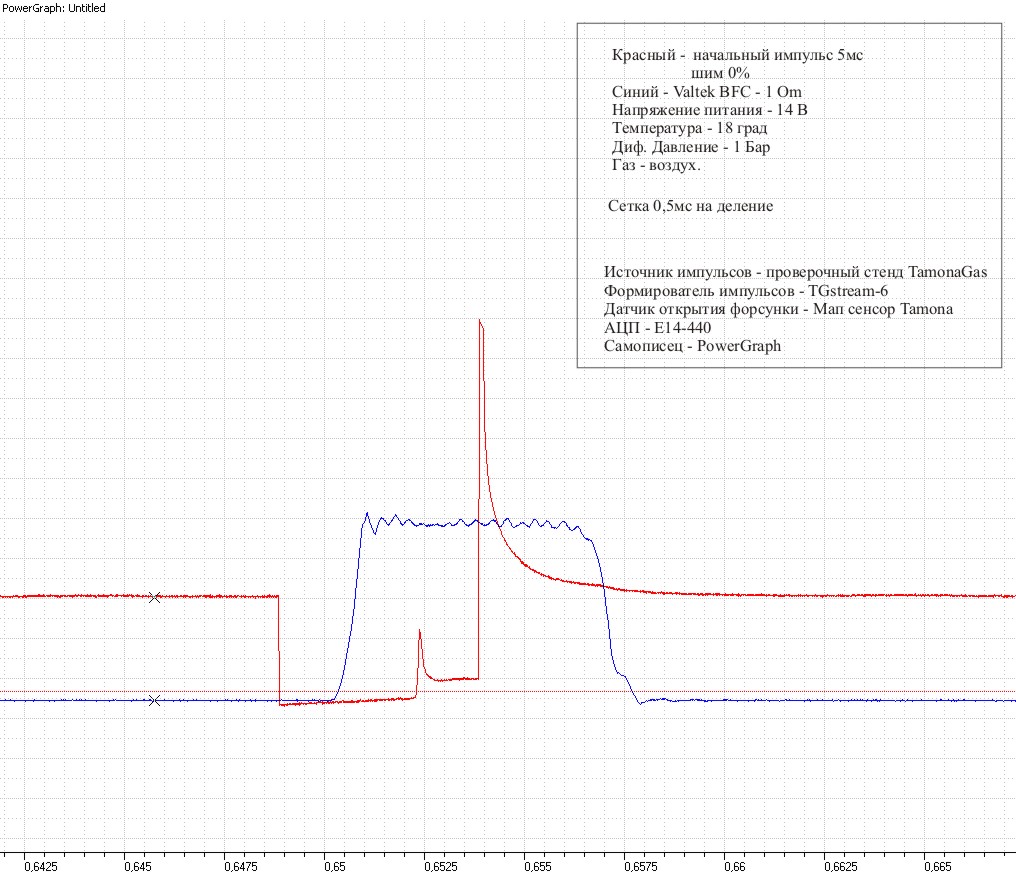 PowerGraph: Untitled
Красный - начальный импульс 5мс
шим 0%
Синий - Valtek BFC - 1 Om
Напряжение питания - 14 В
Температура - 18 град
Диф. Давление - 1 Бар
Газ - воздух.
Сетка 0,5мс на деление
Источник импульсов - проверочный стенд TamonaGas
Формирователь импульсов - TGstream-6
Датчик открытия форсунки - Мап сенсор Tamona
АЦП - E14-440
Самописец - PowerGraph
0,6425 0,645 0,6475 0,65 0,6525 0,655 0,6575 0,66 0,6625 0,665